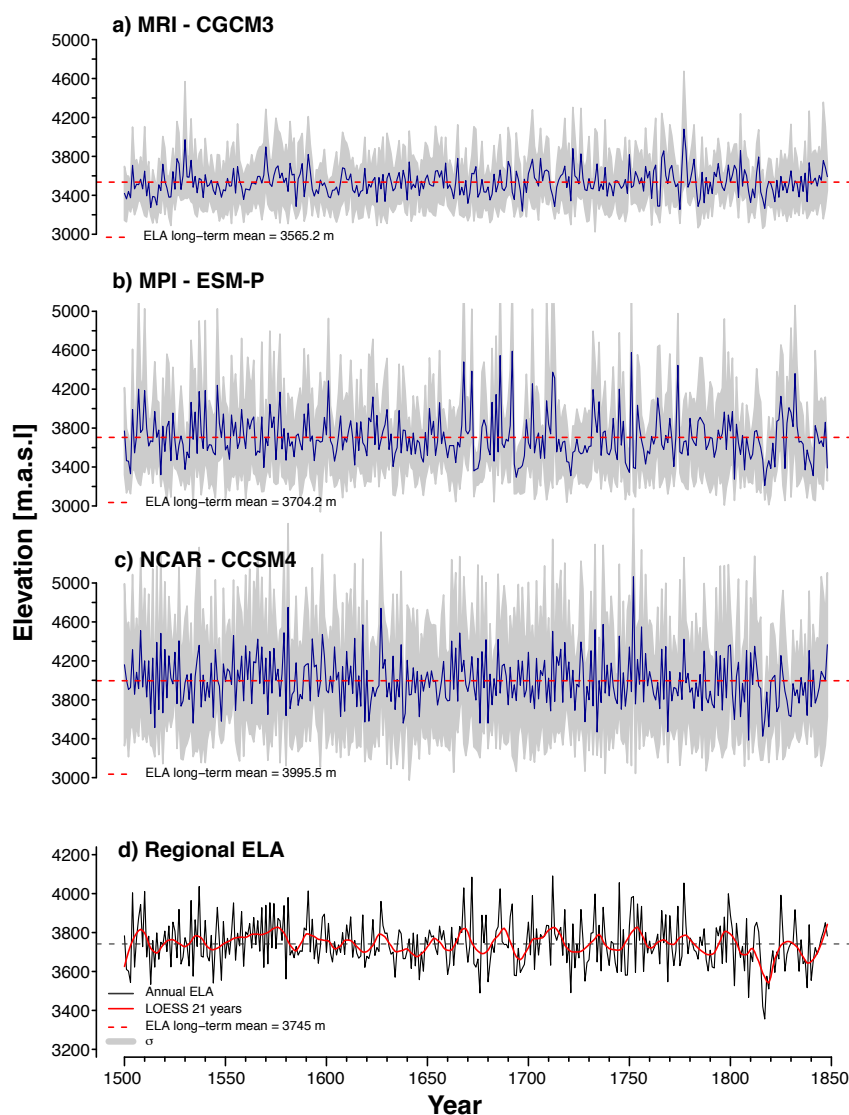 a) MRI - CGCM3
5000
4600
4200
3800
3400
3000
ELA long−term mean = 3565.2 m
b) MPI - ESM-P
5000
4600
4200
3800
3400
3000
ELA long−term mean = 3704.2 m
Elevation [m.a.s.l]
c) NCAR - CCSM4
5000
4600
4200
3800
3400
3000
ELA long−term mean = 3995.5 m
d) Regional ELA
4200
4000
3800
3600
3400
3200
Annual ELA
LOESS 21 years
ELA long−term mean = 3745 m
σ
1500 1550 1600 1650 1700 1750 1800 1850
Year